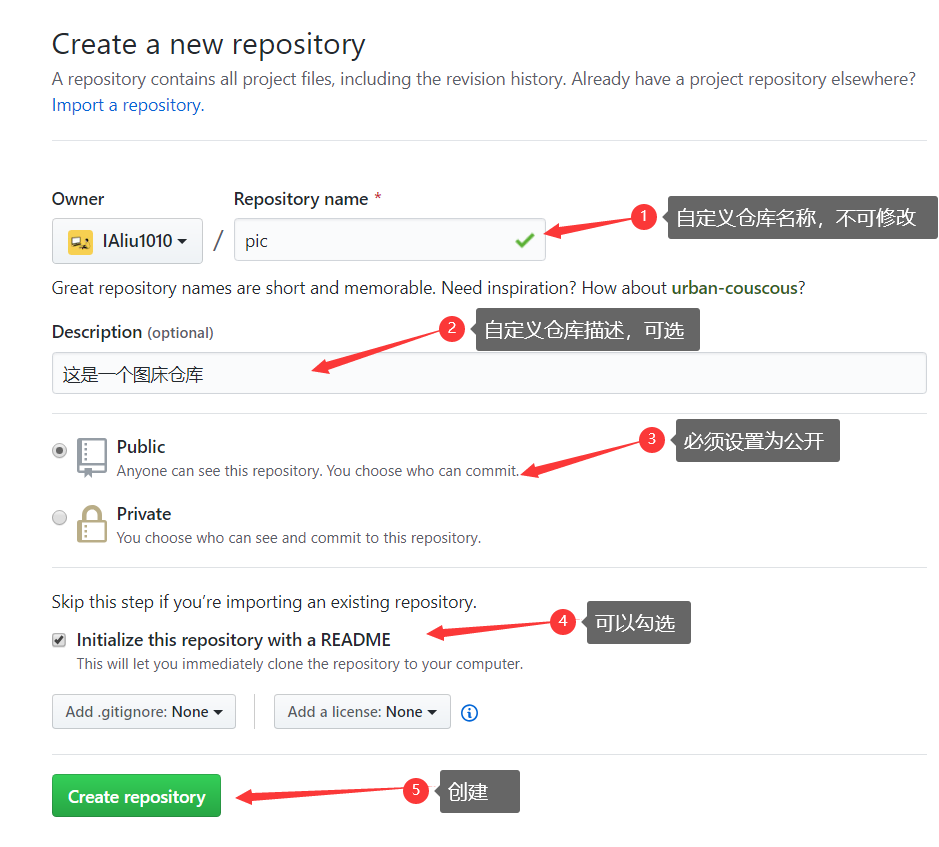 Create a new repository
A repository contains all project files, including the revision history. Already have a project repository elsewhere?
Import a repository.
Owner
Repository name *
IAliu1010
/
pic
1
自定义仓库名称，不可修改
Great repository names are short and memorable. Need inspiration? How about urban-couscous?
Description (optional)
2
自定义仓库描述，可选
这是一个图床仓库
Public
Anyone can see this repository. You choose who can commit.
3
必须设置为公开
Private
You choose who can see and commit to this repository.
Skip this step if you’re importing an existing repository.
Initialize this repository with a README
4
可以勾选
This will let you immediately clone the repository to your computer.
Add .gitignore: None
Add a license: None
Create repository
5
创建